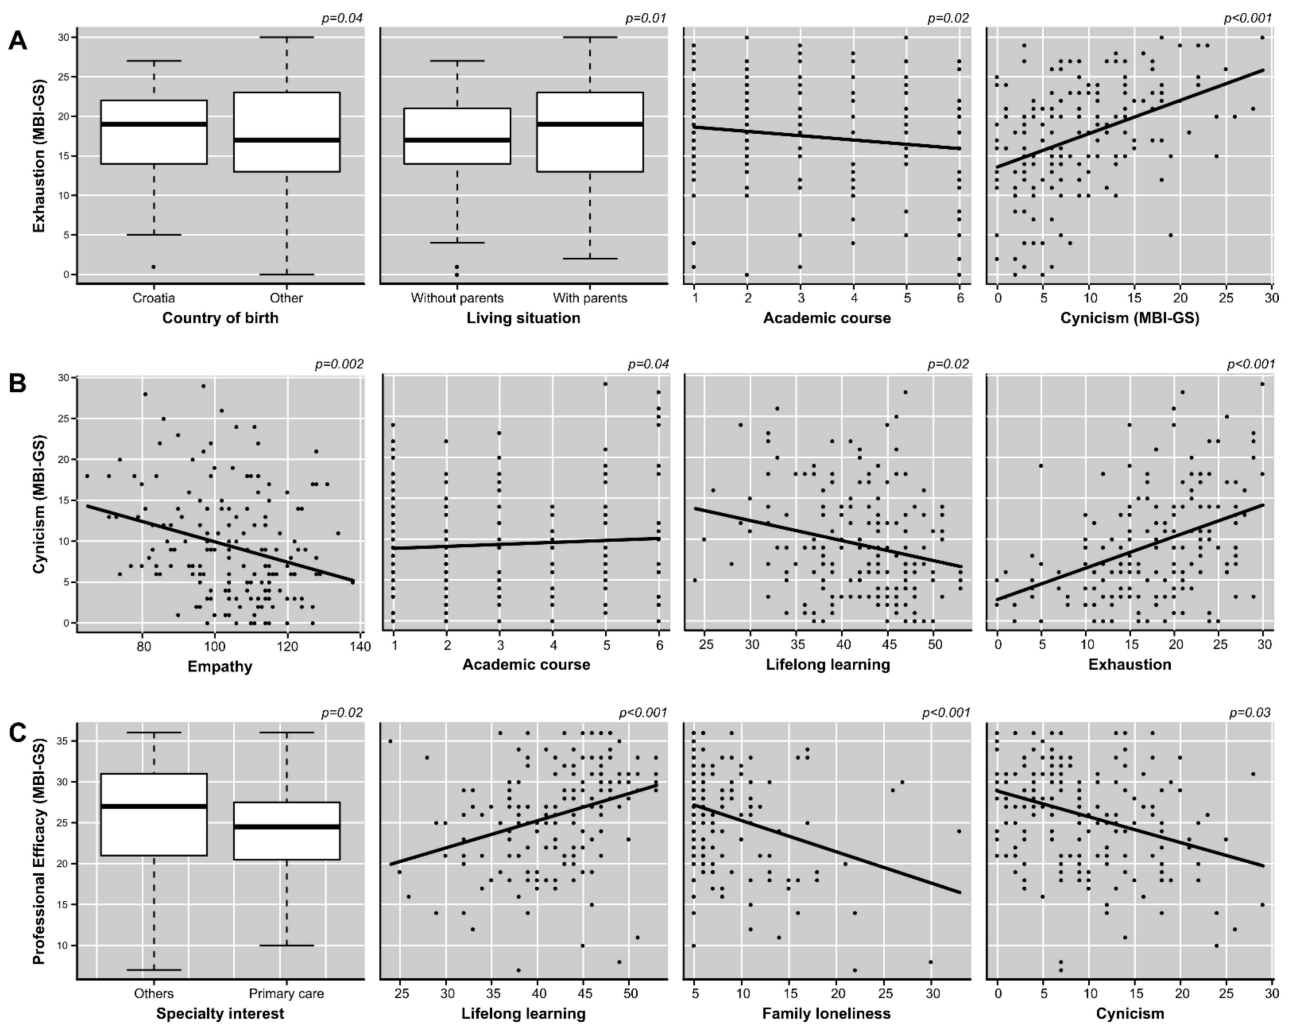 A
p=0.04
p=0.01
p=0.02
p<0.001
Exhaustion (MBI-GS)
30
25
20
15
10
5
0
Croatia Other
Country of birth
Without parents With parents
Living situation
1 2 3 4 5 6
Academic course
0 5 10 15 20 25 30
Cynicism (MBI-GS)
B
p=0.002
p=0.04
p=0.02
p<0.001
Cynicism (MBI-GS)
30
25
20
15
10
5
0
80 100 120 140
Empathy
1 2 3 4 5 6
Academic course
25 30 35 40 45 50
Lifelong learning
0 5 10 15 20 25 30
Exhaustion
C
p=0.02
p<0.001
p<0.001
p=0.03
Professional Efficacy (MBI-GS)
35
30
25
20
15
10
Others Primary care
Specialty interest
25 30 35 40 45 50
Lifelong learning
5 10 15 20 25 30
Family loneliness
0 5 10 15 20 25 30
Cynicism